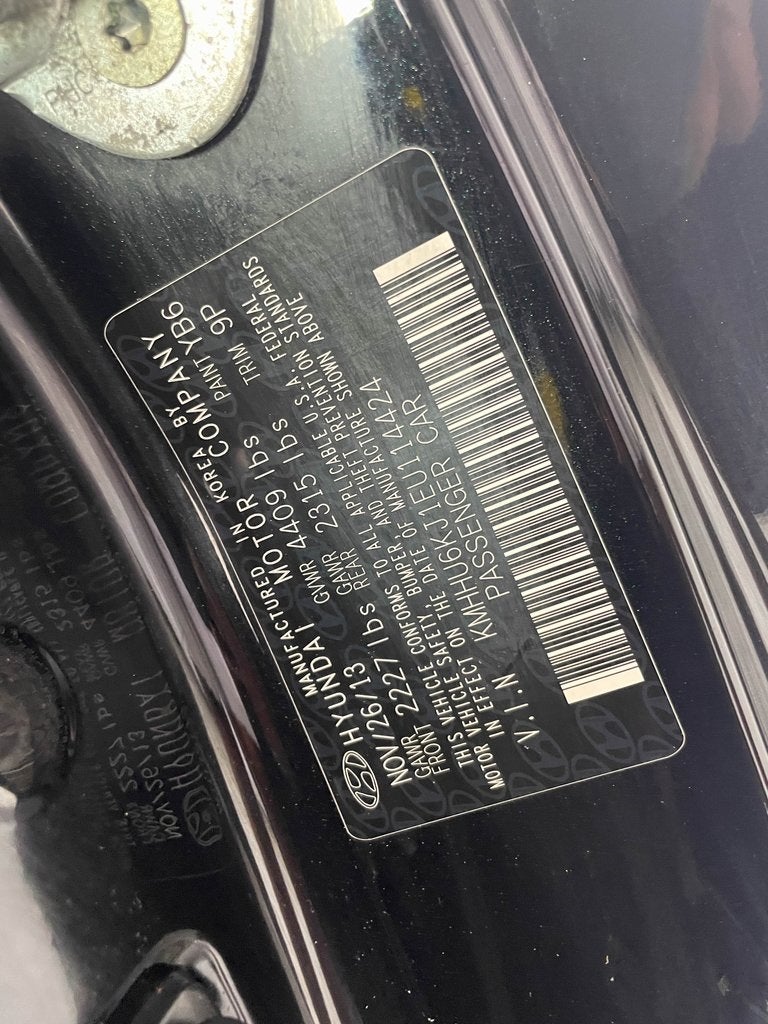 MANUFACTURED IN KOREA BY
HYUNDAI MOTOR COMPANY
NOV/26/13 GVWR 4409 lbs PAINT YB6
GAWR FRONT 2227 lbs GAWR REAR 2315 lbs TRIM 9P
THIS VEHICLE CONFORMS TO ALL APPLICABLE U.S.A. FEDERAL
MOTOR VEHICLE SAFETY, BUMPER, AND THEFT PREVENTION STANDARDS
IN EFFECT ON THE DATE OF MANUFACTURE SHOWN ABOVE
V.I.N KMHHU6KJ1EU114424
PASSENGER CAR